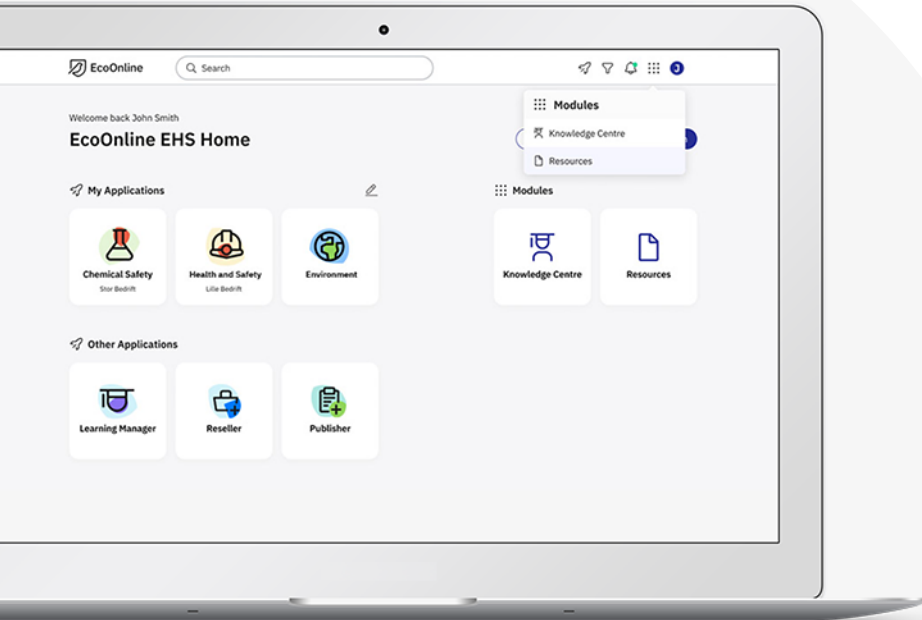 EcoOnline
Search
J
Modules
Knowledge Centre
Resources
Welcome back John Smith
EcoOnline EHS Home
My Applications
Modules
Chemical Safety
Stor Bedrift
Health and Safety
Lille Bedrift
Environment
Knowledge Centre
Resources
Other Applications
Learning Manager
Reseller
Publisher